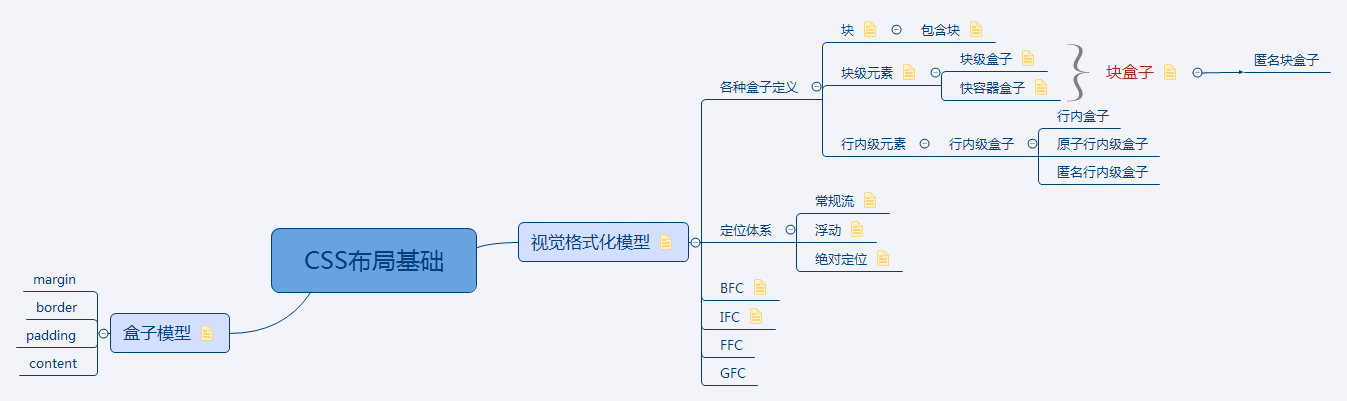 CSS布局基础
盒子模型
margin
border
padding
content
视觉格式化模型
各种盒子定义
块
包含块
块级元素
块级盒子
快容器盒子
块盒子
匿名块盒子
行内级元素
行内级盒子
行内盒子
原子行内级盒子
匿名行内级盒子
定位体系
常规流
浮动
绝对定位
BFC
IFC
FFC
GFC